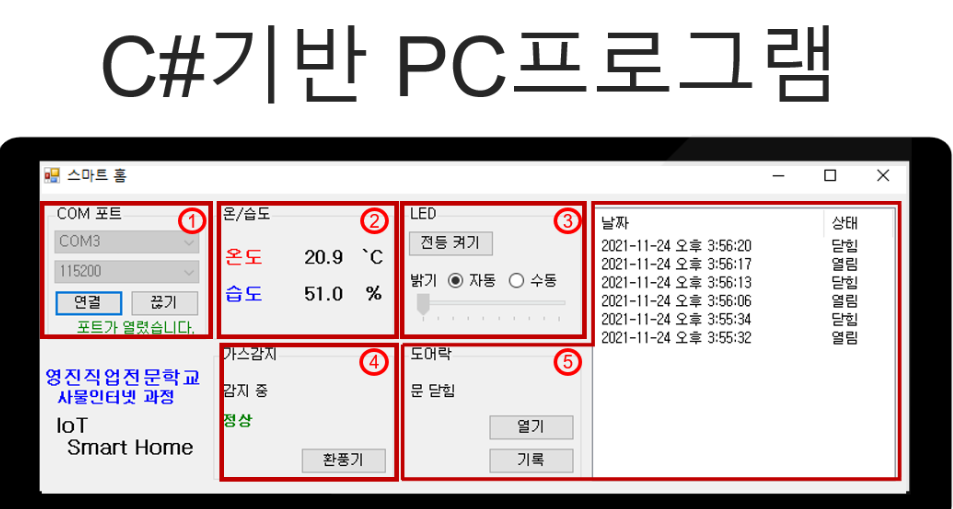 C#기반 PC프로그램
스마트 홈
COM 포트
①
COM3
115200
연결 끊기
포트가 열렸습니다.
온/습도
②
온도 20.9 `C
습도 51.0 %
LED
③
전등 켜기
밝기 자동 수동
영진직업전문학교
사물인터넷 과정
IoT
Smart Home
가스감지
④
감지 중
정상
환풍기
도어락
⑤
문 닫힘
열기
기록
날짜 상태
2021-11-24 오후 3:56:20 닫힘
2021-11-24 오후 3:56:17 열림
2021-11-24 오후 3:56:13 닫힘
2021-11-24 오후 3:56:06 열림
2021-11-24 오후 3:55:34 닫힘
2021-11-24 오후 3:55:32 열림